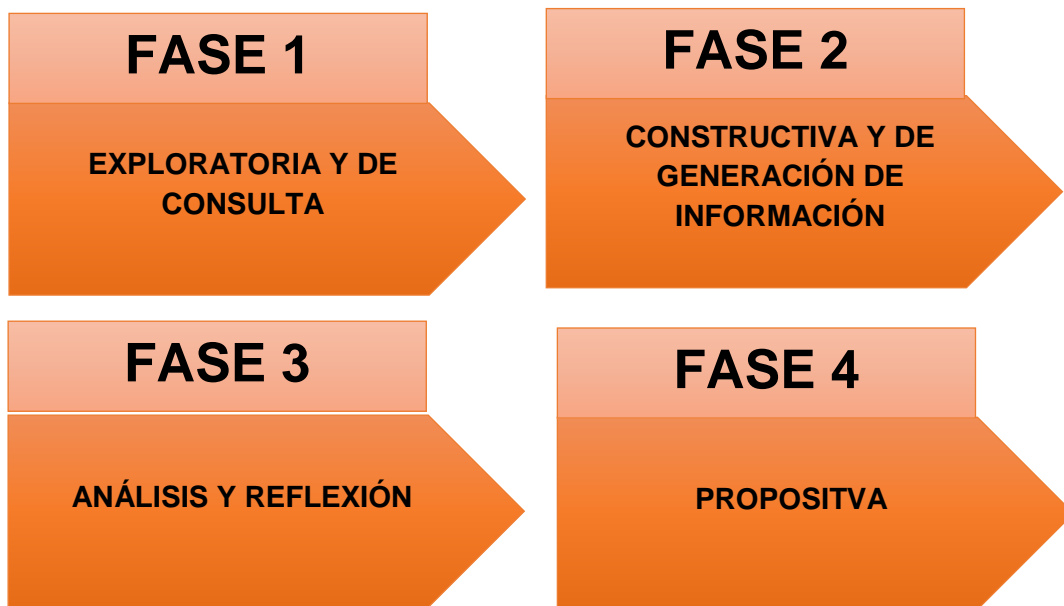 FASE 1
EXPLORATORIA Y DE
CONSULTA
FASE 2
CONSTRUCTIVA Y DE
GENERACIÓN DE
INFORMACIÓN
FASE 3
ANÁLISIS Y REFLEXIÓN
FASE 4
PROPOSITVA